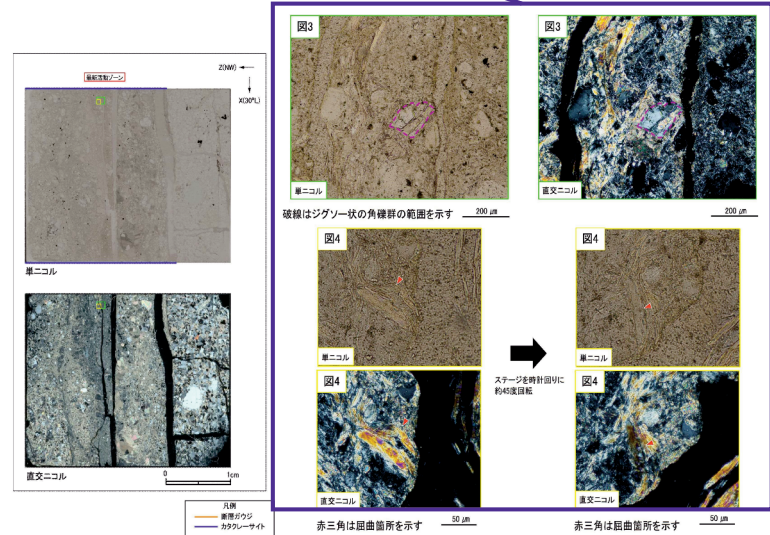 最新活動ゾーン
Z(NW)
X(30°L)
単ニコル
直交ニコル
0 1cm
凡例
断層ガウジ
カタクレーサイト
図3
単ニコル
図3
直交ニコル
破線はジグソー状の角礫群の範囲を示す
200 μm
200 μm
図4
単ニコル
図4
単ニコル
ステージを時計回りに
約45度回転
図4
直交ニコル
図4
直交ニコル
赤三角は屈曲箇所を示す
50 μm
赤三角は屈曲箇所を示す
50 μm